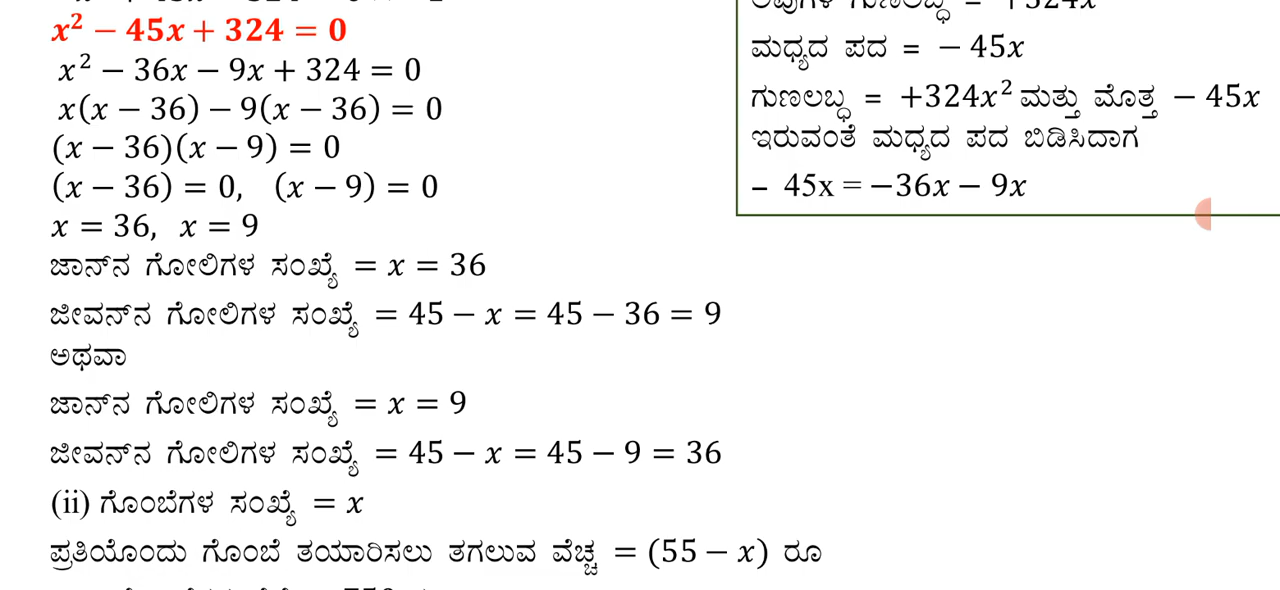 x² − 45x + 324 = 0
x² − 36x − 9x + 324 = 0
x(x − 36) − 9(x − 36) = 0
(x − 36)(x − 9) = 0
(x − 36) = 0, (x − 9) = 0
x = 36, x = 9
ಜಾನ್‌ನ ಗೋಲಿಗಳ ಸಂಖ್ಯೆ = x = 36
ಜೀವನ್‌ನ ಗೋಲಿಗಳ ಸಂಖ್ಯೆ = 45 − x = 45 − 36 = 9
ಅಥವಾ
ಜಾನ್‌ನ ಗೋಲಿಗಳ ಸಂಖ್ಯೆ = x = 9
ಜೀವನ್‌ನ ಗೋಲಿಗಳ ಸಂಖ್ಯೆ = 45 − x = 45 − 9 = 36
(ii) ಗೊಂಬೆಗಳ ಸಂಖ್ಯೆ = x
ಪ್ರತಿಯೊಂದು ಗೊಂಬೆ ತಯಾರಿಸಲು ತಗಲುವ ವೆಚ್ಚ = (55 − x) ರೂ
ಗುಣಲಬ್ಧ = +324x
ಮಧ್ಯದ ಪದ = − 45x
ಗುಣಲಬ್ಧ = +324x² ಮತ್ತು ಮೊತ್ತ − 45x
ಇರುವಂತೆ ಮಧ್ಯದ ಪದ ಬಿಡಿಸಿದಾಗ
− 45x = −36x − 9x